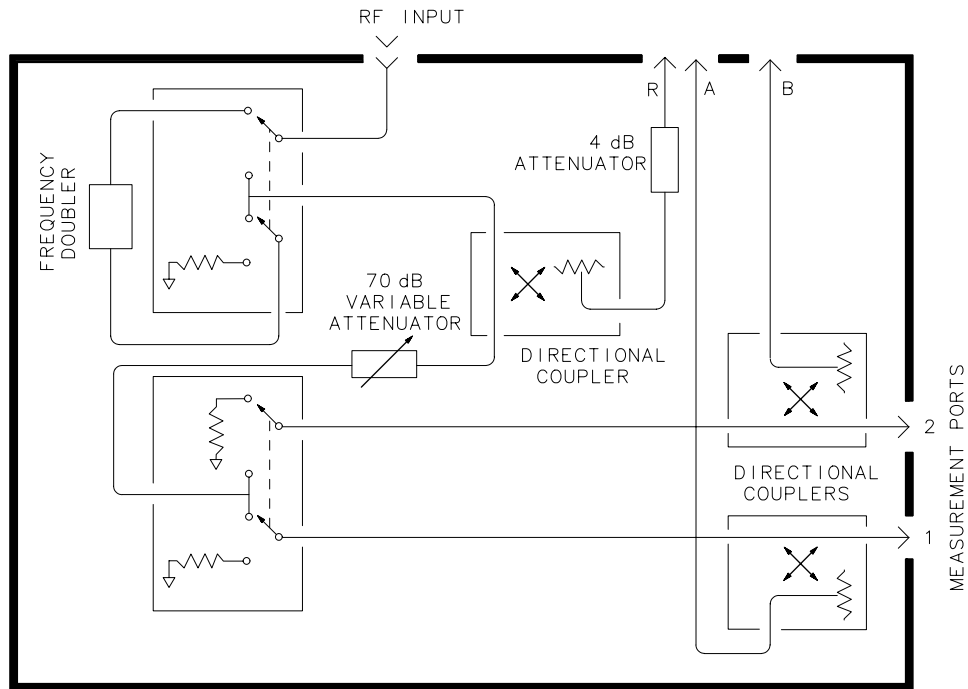 RF INPUT
R
A
B
4 dB
ATTENUATOR
FREQUENCY
DOUBLER
70 dB
VARIABLE
ATTENUATOR
DIRECTIONAL
COUPLER
2
DIRECTIONAL
COUPLERS
1
MEASUREMENT PORTS